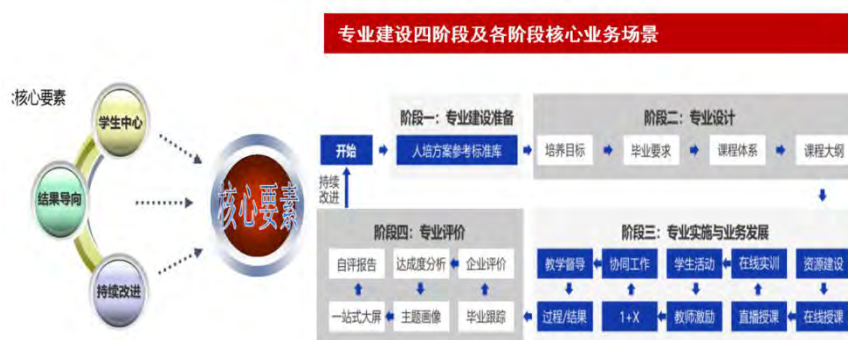 专业建设四阶段及各阶段核心业务场景
核心要素
学生中心
结果导向
持续改进
核心要素
阶段一：专业建设准备
开始
人培方案参考标准库
持续
改进
阶段二：专业设计
培养目标
毕业要求
课程体系
课程大纲
阶段四：专业评价
自评报告
达成度分析
企业评价
一站式大屏
主题画像
毕业跟踪
阶段三：专业实施与业务发展
教学督导
协同工作
学生活动
在线实训
资源建设
过程/结果
1+X
教师激励
直播授课
在线授课